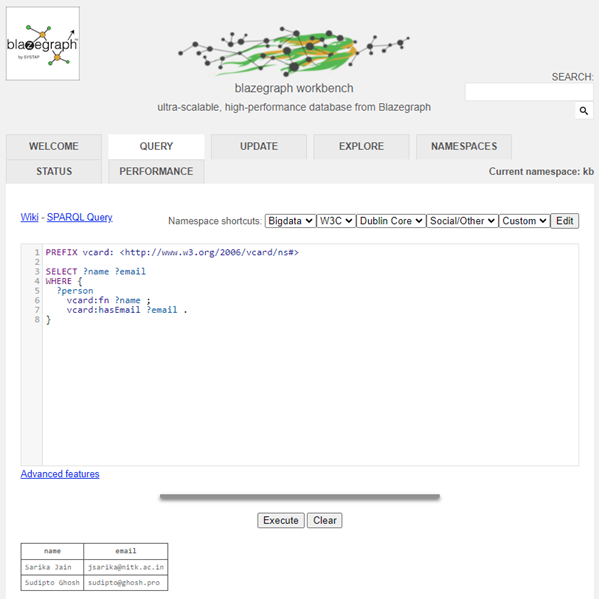 blazegraph
by SYSTAP
blazegraph workbench
ultra-scalable, high-performance database from Blazegraph
SEARCH:
WELCOME QUERY UPDATE EXPLORE NAMESPACES
STATUS PERFORMANCE Current namespace: kb
Wiki - SPARQL Query Namespace shortcuts: Bigdata W3C Dublin Core Social/Other Custom Edit
1 PREFIX vcard: <http://www.w3.org/2006/vcard/ns#>
2
3 SELECT ?name ?email
4 WHERE {
5 ?person
6 vcard:fn ?name ;
7 vcard:hasEmail ?email .
8 }
Advanced features
Execute Clear
name email
Sarika Jain jsarika@nitk.ac.in
Sudipto Ghosh sudipto@ghosh.pro